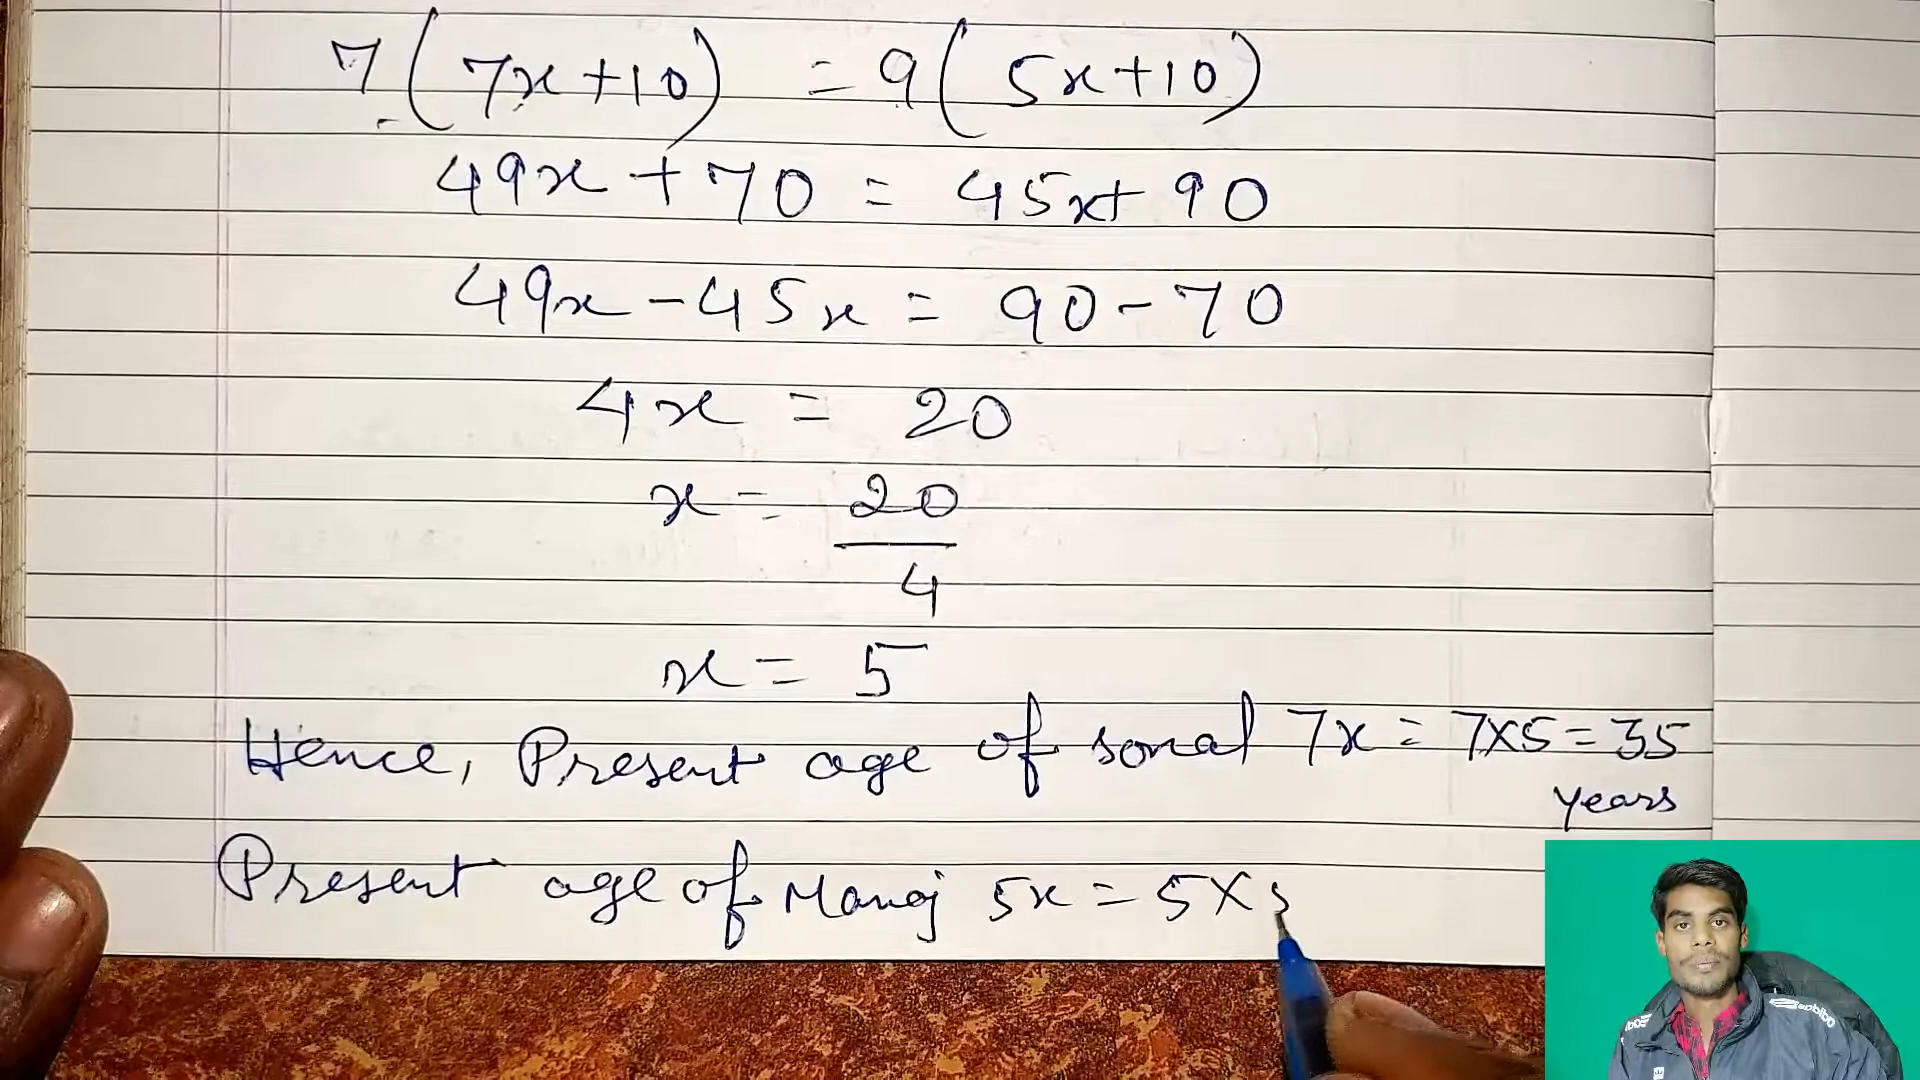 7(7x+10) = 9(5x+10)
49x + 70 = 45x + 90
49x - 45x = 90 - 70
4x = 20
x = 20/4
x = 5
Hence, Present age of sonal 7x = 7x5 = 35
years
Present age of Manoj 5x = 5x5
adidas